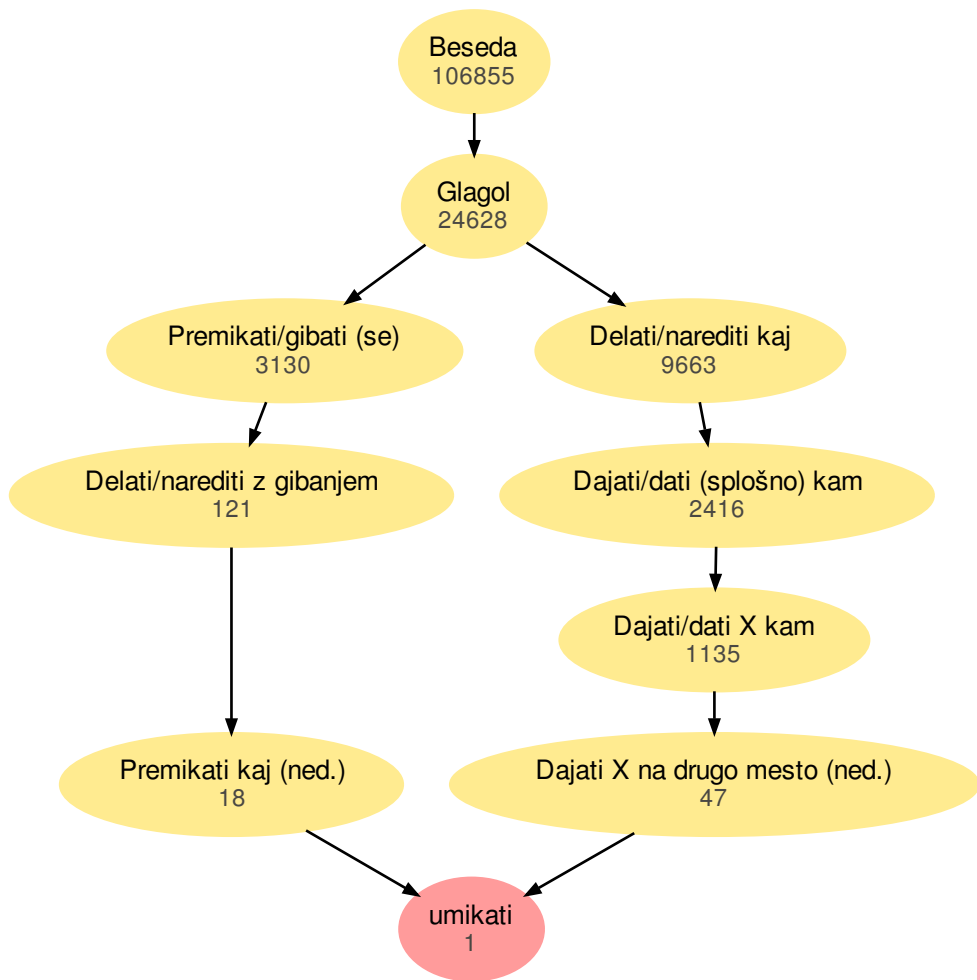 Beseda
106855
Glagol
24628
Premikati/gibati (se)
3130
Delati/narediti kaj
9663
Delati/narediti z gibanjem
121
Dajati/dati (splošno) kam
2416
Dajati/dati X kam
1135
Premikati kaj (ned.)
18
Dajati X na drugo mesto (ned.)
47
umikati
1